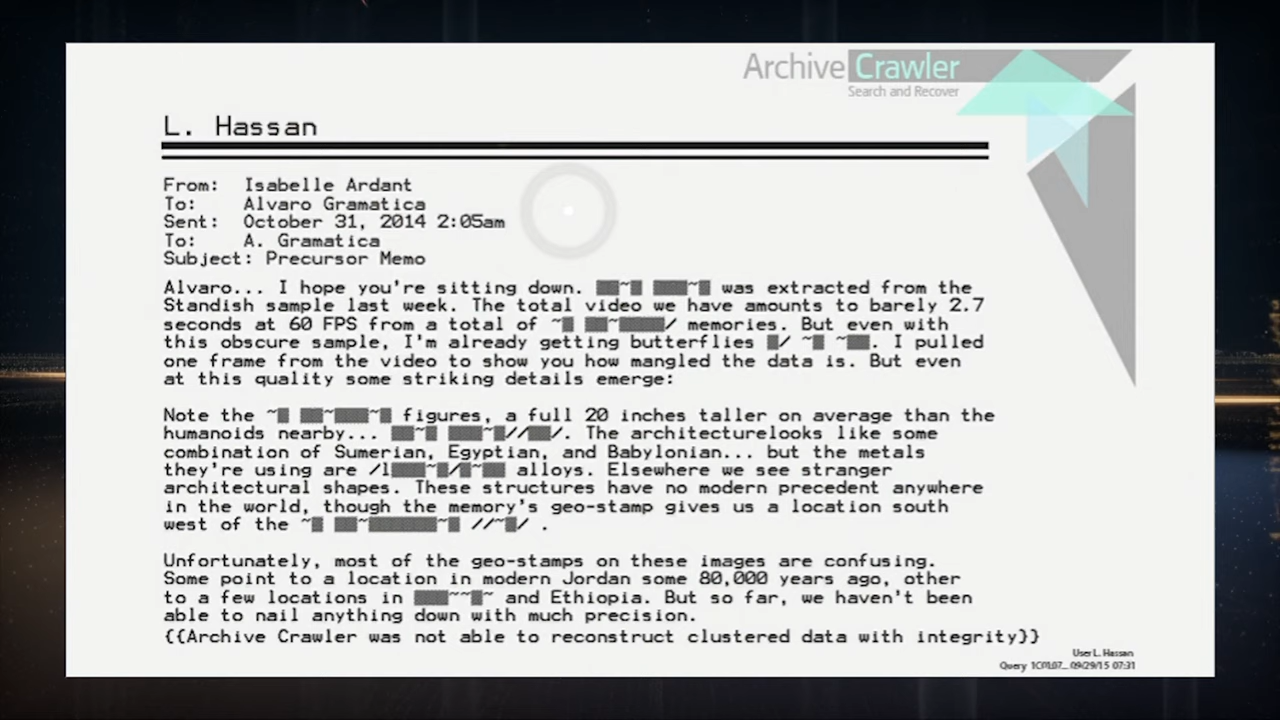 Archive Crawler
Search and Recover
L. Hassan
From: Isabelle Ardant
To: Alvaro Gramatica
Sent: October 31, 2014 2:05am
To: A. Gramatica
Subject: Precursor Memo
Alvaro... I hope you're sitting down. ▓▓~▓ ▓▓▓~▓ was extracted from the
Standish sample last week. The total video we have amounts to barely 2.7
seconds at 60 FPS from a total of ~▓ ▓▓~▓▓▓▓/ memories. But even with
this obscure sample, I'm already getting butterflies ▓/ ~▓ ~▓▓. I pulled
one frame from the video to show you how mangled the data is. But even
at this quality some striking details emerge:
Note the ~▓ ▓▓~▓▓▓~▓ figures, a full 20 inches taller on average than the
humanoids nearby... ▓▓~▓ ▓▓▓~▓//▓▓/. The architecturelooks like some
combination of Sumerian, Egyptian, and Babylonian... but the metals
they're using are /l▓▓▓~▓/▓~▓▓ alloys. Elsewhere we see stranger
architectural shapes. These structures have no modern precedent anywhere
in the world, though the memory's geo-stamp gives us a location south
west of the ~▓ ▓▓~▓▓▓▓▓▓~▓ //~▓/ .
Unfortunately, most of the geo-stamps on these images are confusing.
Some point to a location in modern Jordan some 80,000 years ago, other
to a few locations in ▓▓▓~~▓~ and Ethiopia. But so far, we haven't been
able to nail anything down with much precision.
{{Archive Crawler was not able to reconstruct clustered data with integrity}}
User L. Hassan
Query 09/29/15 07:31